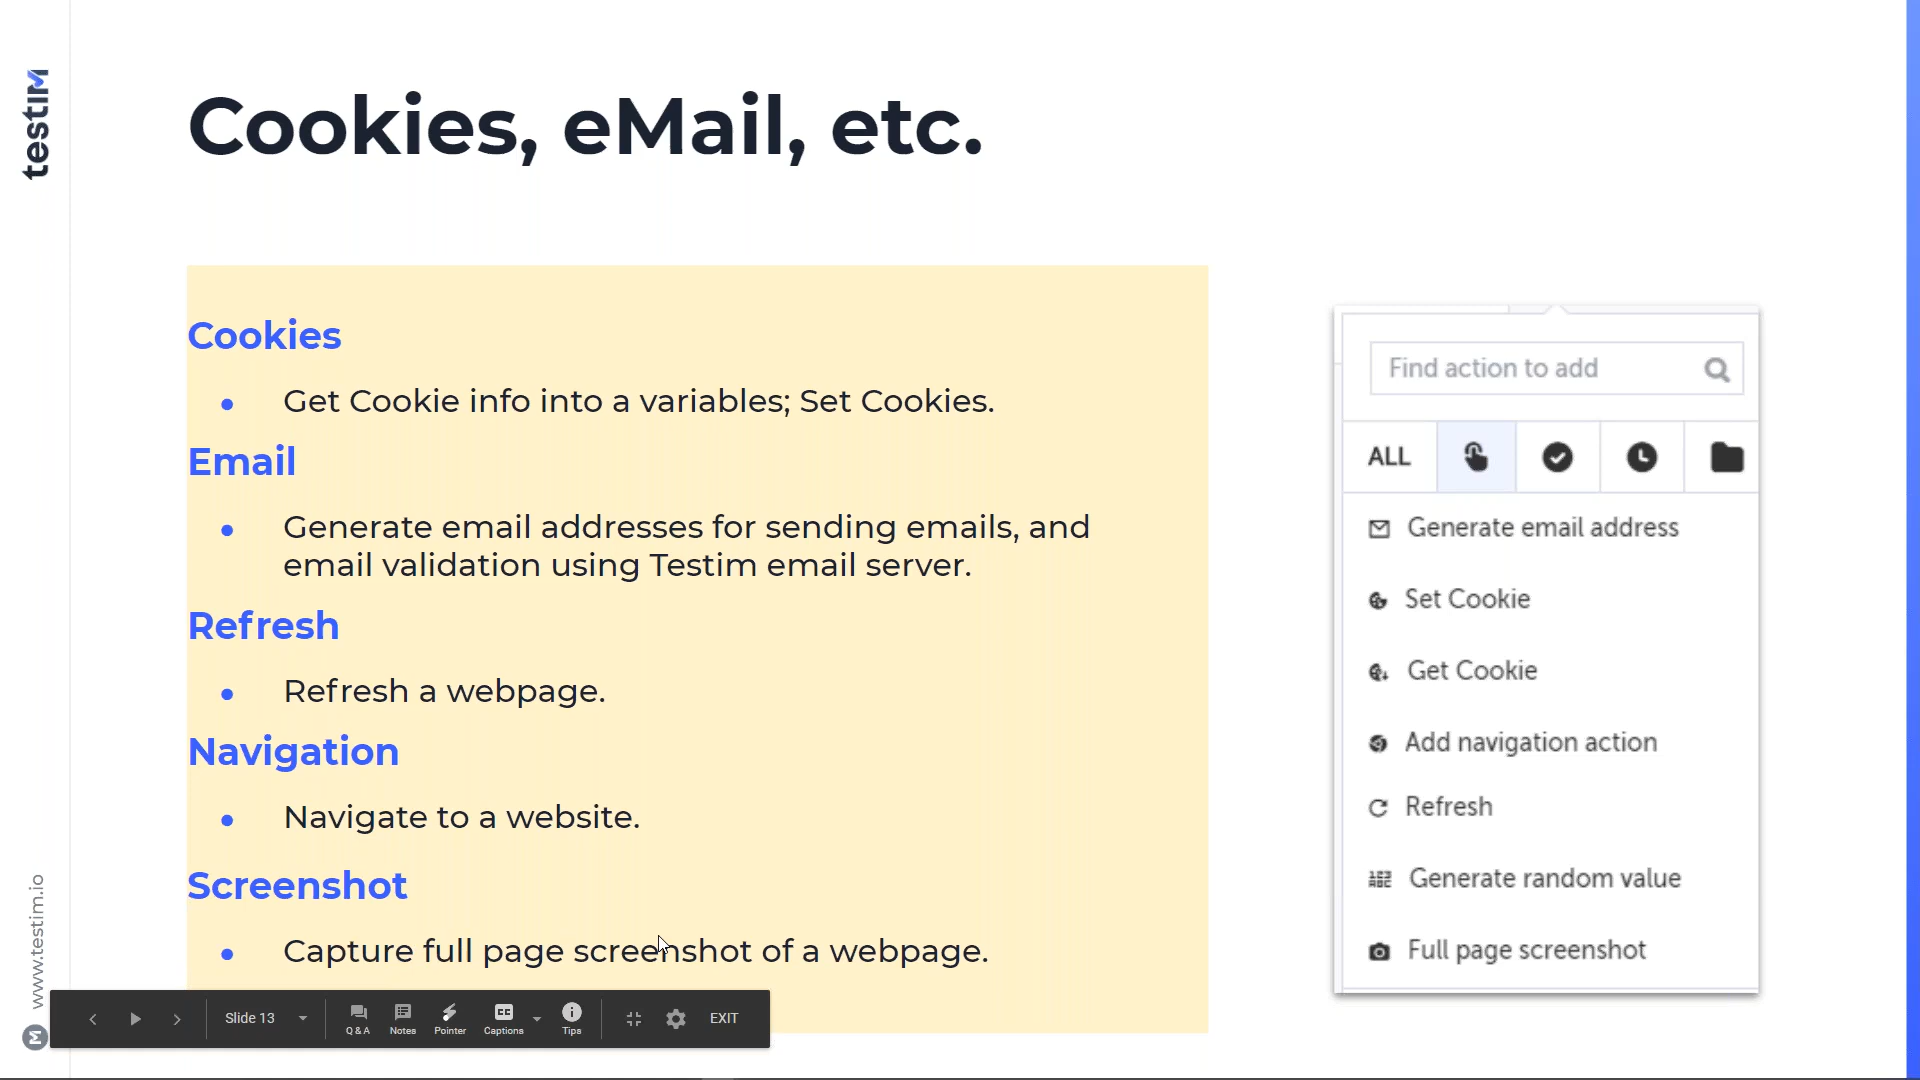 testim
Cookies, eMail, etc.
Cookies
Get Cookie info into a variables; Set Cookies.
Email
Generate email addresses for sending emails, and
email validation using Testim email server.
Refresh
Refresh a webpage.
Navigation
Navigate to a website.
Screenshot
Capture full page screenshot of a webpage.
Find action to add
ALL
Generate email address
Set Cookie
Get Cookie
Add navigation action
Refresh
Generate random value
Full page screenshot
www.testim.io
Slide 13
Q & A
Notes
Pointer
CC
Captions
Tips
EXIT